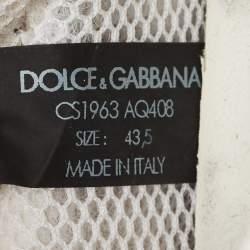 DOLCE & GABBANA
CS1963 AQ408
SIZE: 43,5
MADE IN ITALY